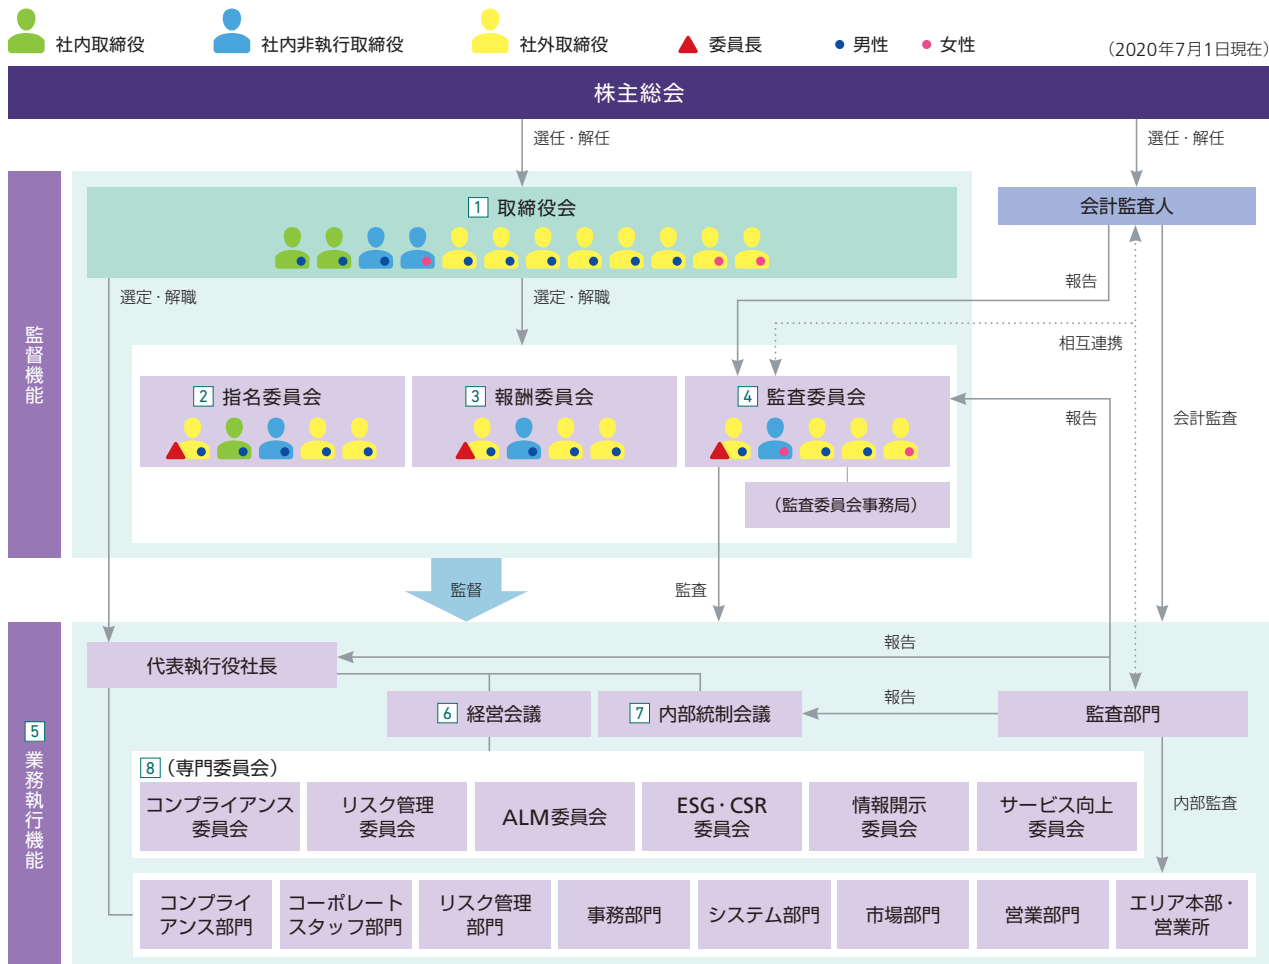 社内取締役
社内非執行取締役
社外取締役
委員長
男性
女性
（2020年7月1日現在）
株主総会
選任・解任
選任・解任
監督機能
1 取締役会
会計監査人
選定・解職
選定・解職
報告
相互連携
2 指名委員会
3 報酬委員会
4 監査委員会
報告
会計監査
（監査委員会事務局）
監督
監査
5 業務執行機能
代表執行役社長
報告
6 経営会議
7 内部統制会議
報告
監査部門
8（専門委員会）
コンプライアンス
委員会
リスク管理
委員会
ALM委員会
ESG・CSR
委員会
情報開示
委員会
サービス向上
委員会
内部監査
コンプライ
アンス部門
コーポレート
スタッフ部門
リスク管理
部門
事務部門
システム部門
市場部門
営業部門
エリア本部・
営業所